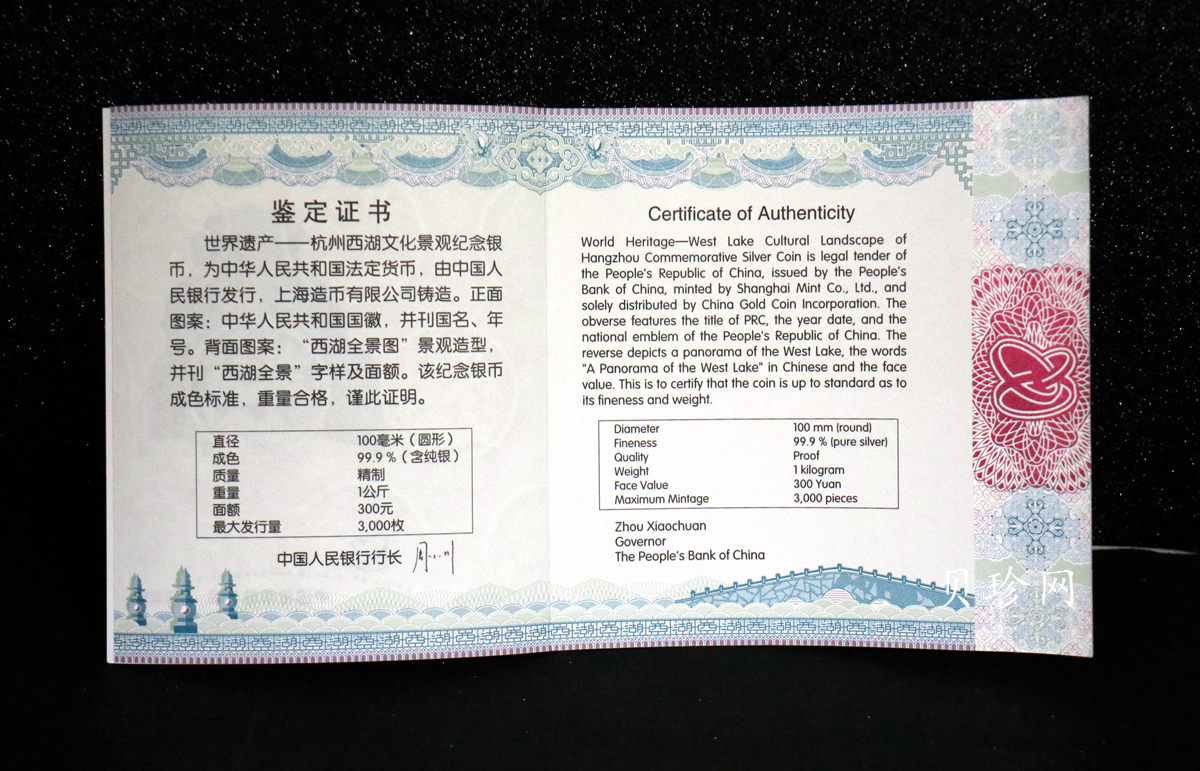 鉴定证书
世界遗产——杭州西湖文化景观纪念银
币，为中华人民共和国法定货币，由中国人
民银行发行，上海造币有限公司铸造。正面
图案：中华人民共和国国徽，并刊国名、年
号。背面图案：“西湖全景图”景观造型，
并刊“西湖全景”字样及面额。该纪念银币
成色标准，重量合格，谨此证明。
直径 100毫米（圆形）
成色 99.9 %（含纯银）
质量 精制
重量 1公斤
面额 300元
最大发行量 3,000枚
中国人民银行行长
Certificate of Authenticity
World Heritage—West Lake Cultural Landscape of
Hangzhou Commemorative Silver Coin is legal tender of
the People's Republic of China, issued by the People's
Bank of China, minted by Shanghai Mint Co., Ltd., and
solely distributed by China Gold Coin Incorporation. The
obverse features the title of PRC, the year date, and the
national emblem of the People's Republic of China. The
reverse depicts a panorama of the West Lake, the words
"A Panorama of the West Lake" in Chinese and the face
value. This is to certify that the coin is up to standard as to
its fineness and weight.
Diameter 100 mm (round)
Fineness 99.9 % (pure silver)
Quality Proof
Weight 1 kilogram
Face Value 300 Yuan
Maximum Mintage 3,000 pieces
Zhou Xiaochuan
Governor
The People's Bank of China
贝珍网